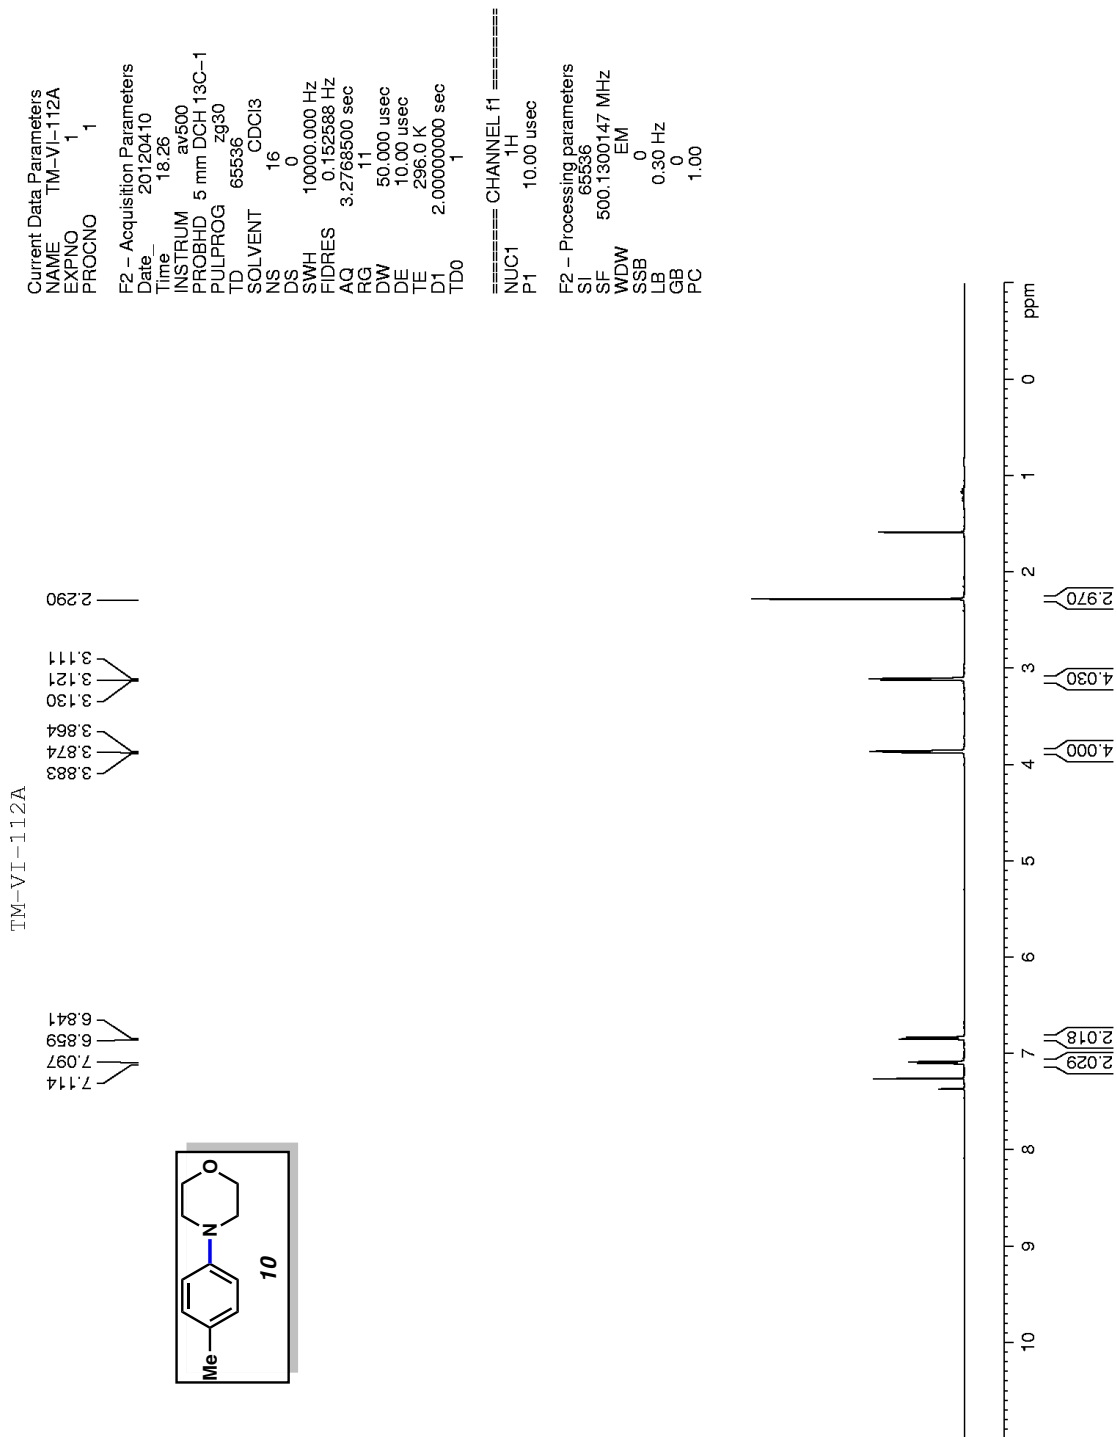 TM-VI-112A
Current Data Parameters
NAME TM-VI-112A
EXPNO 1
PROCNO 1
F2 - Acquisition Parameters
Date_ 20120410
Time 18.26
INSTRUM av500
PROBHD 5 mm DCH 13C-1
PULPROG zg30
TD 65536
SOLVENT CDCl3
NS 16
DS 0
SWH 10000.000 Hz
FIDRES 0.152588 Hz
AQ 3.2768500 sec
RG 11
DW 50.000 usec
DE 10.00 usec
TE 296.0 K
D1 2.00000000 sec
TD0 1
======== CHANNEL f1 ========
NUC1 1H
P1 10.00 usec
F2 - Processing parameters
SI 65536
SF 500.1300147 MHz
WDW EM
SSB 0
LB 0.30 Hz
GB 0
PC 1.00
7.114
7.097
6.859
6.841
3.883
3.874
3.864
3.130
3.121
3.111
2.290
Me N O
10
10 9 8 7 6 5 4 3 2 1 0 ppm
2.029
2.018
4.000
4.030
2.970